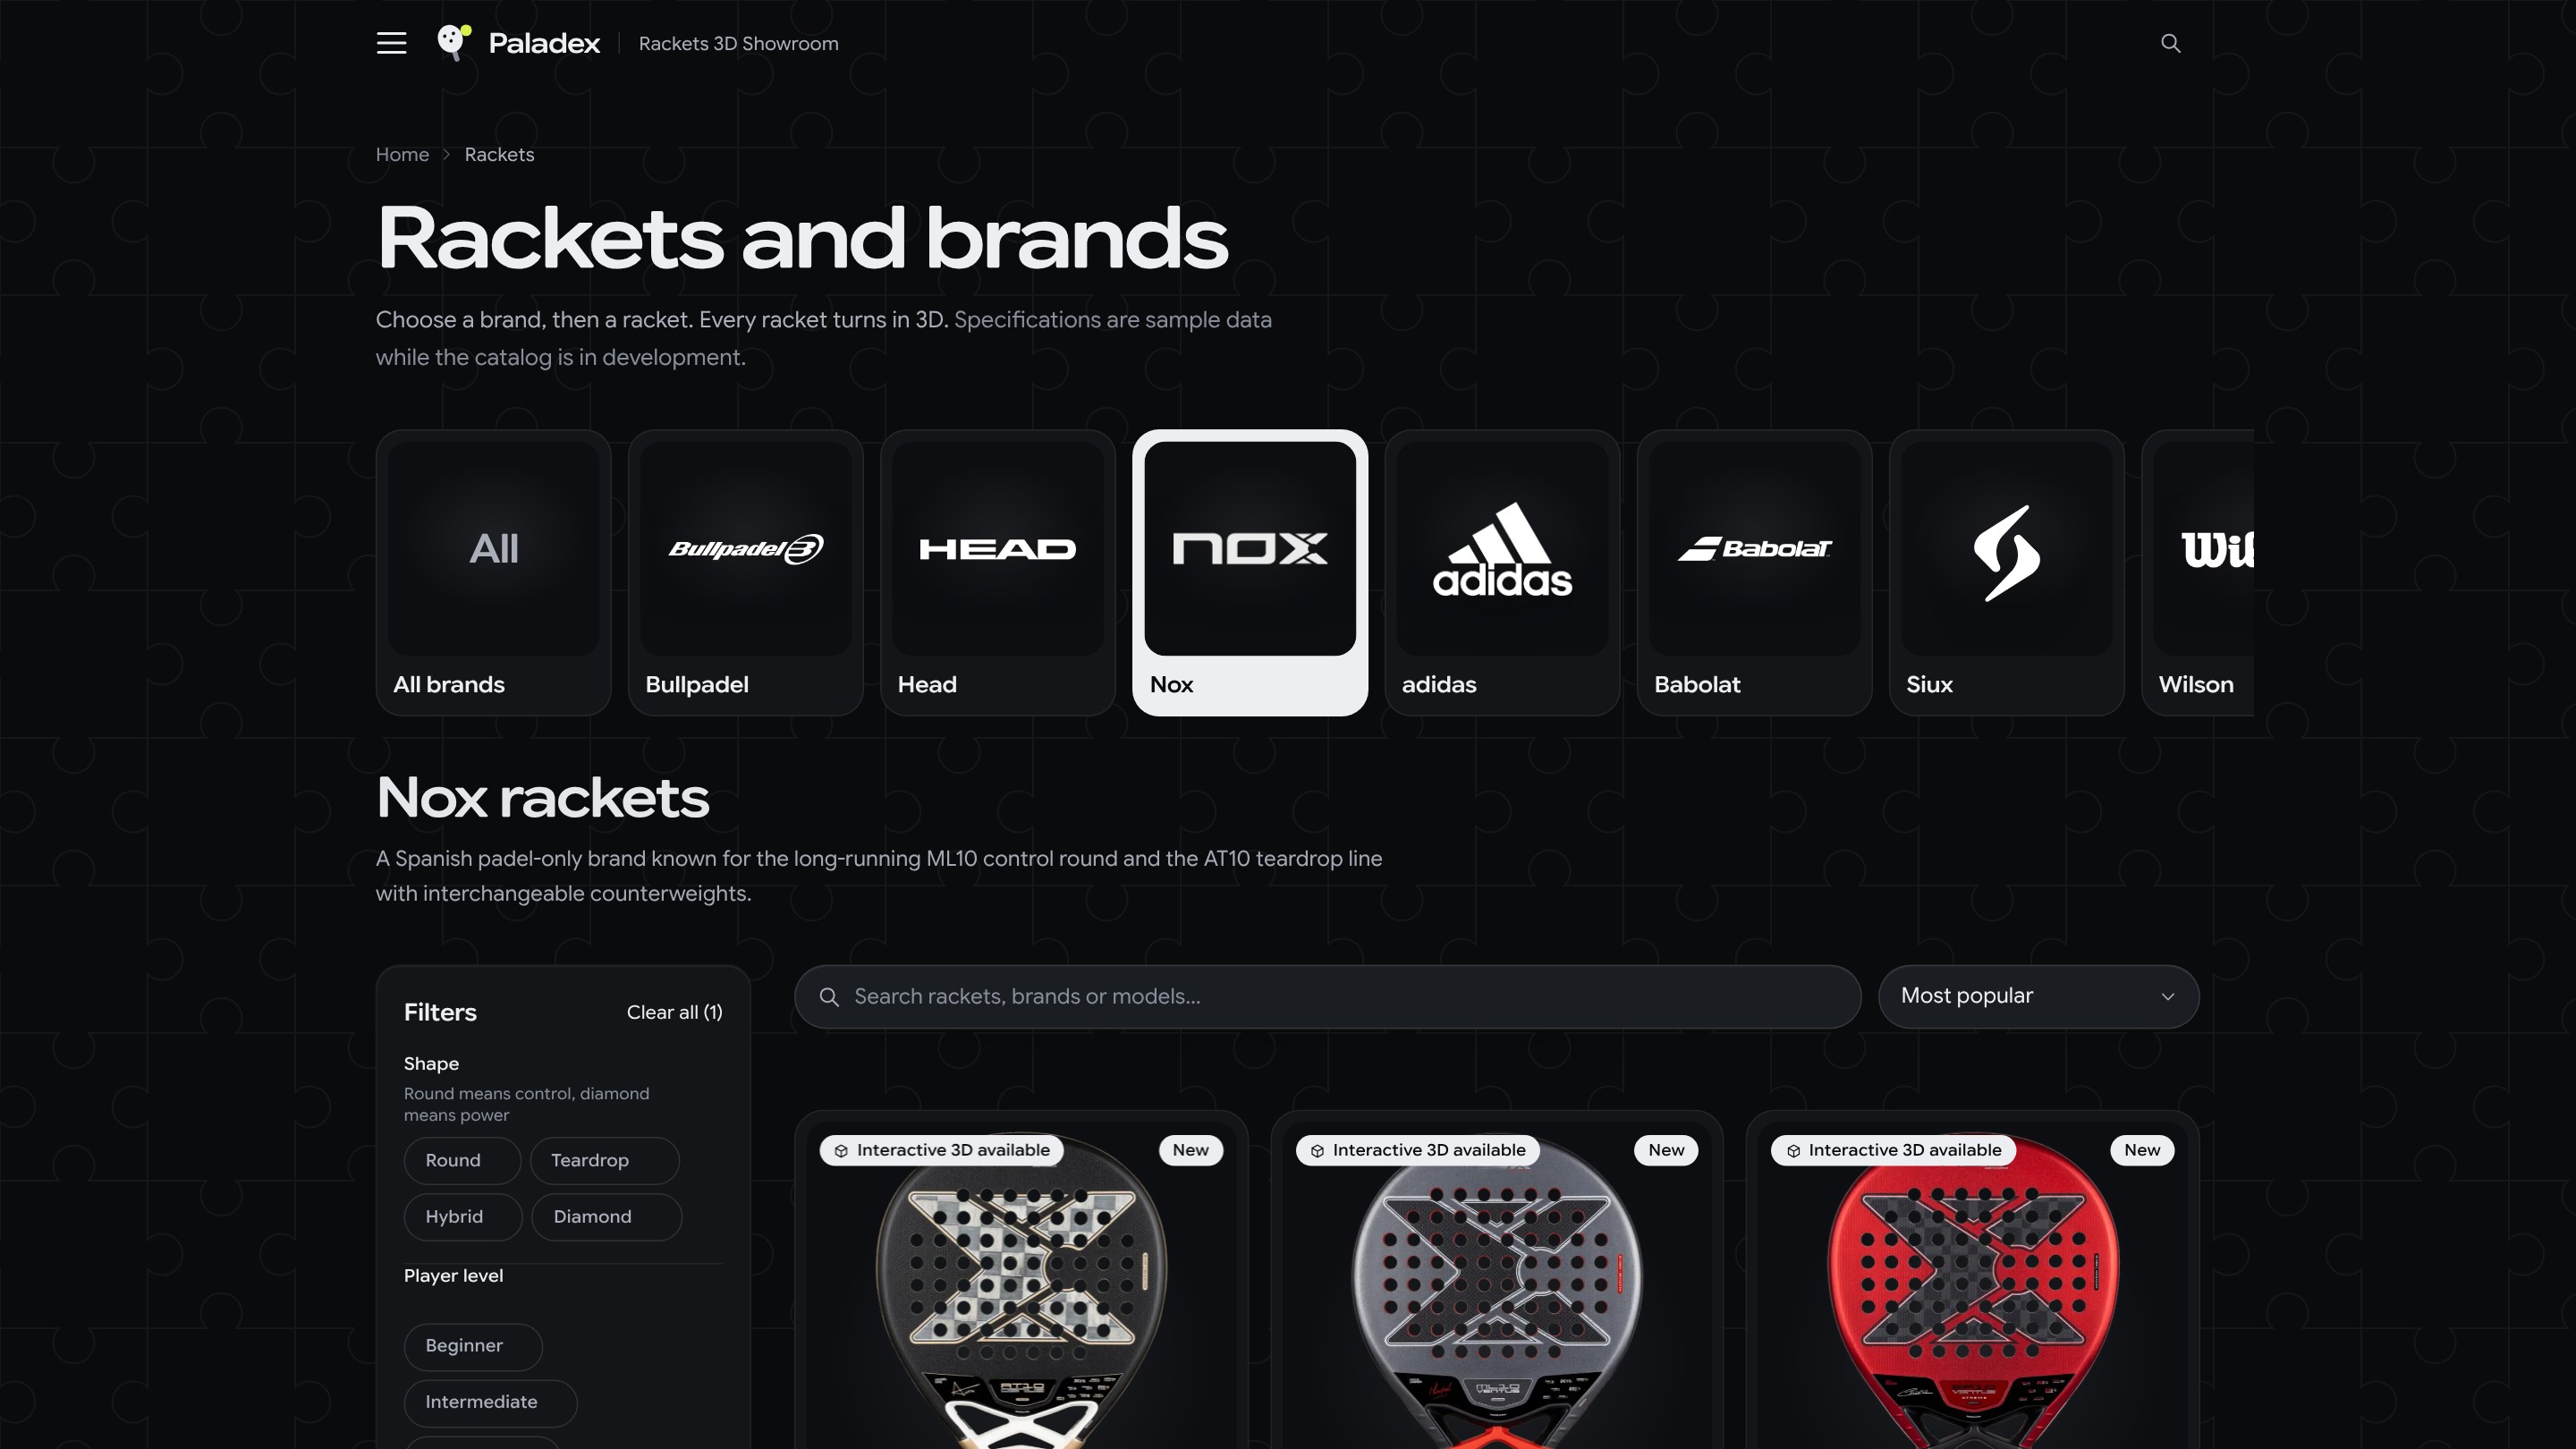 Paladex
Rackets 3D Showroom
Home
Rackets
Rackets and brands
Choose a brand, then a racket. Every racket turns in 3D. Specifications are sample data
while the catalog is in development.
All
Bullpadel
HEAD
nox
adidas
Babolat
All brands
Bullpadel
Head
Nox
adidas
Babolat
Siux
Wilson
Nox rackets
A Spanish padel-only brand known for the long-running ML10 control round and the AT10 teardrop line
with interchangeable counterweights.
Filters
Clear all (1)
Search rackets, brands or models...
Most popular
Shape
Round means control, diamond
means power
Round
Teardrop
Hybrid
Diamond
Player level
Beginner
Intermediate
Interactive 3D available
New
Interactive 3D available
New
Interactive 3D available
New
AT10
ML10
VERTUO